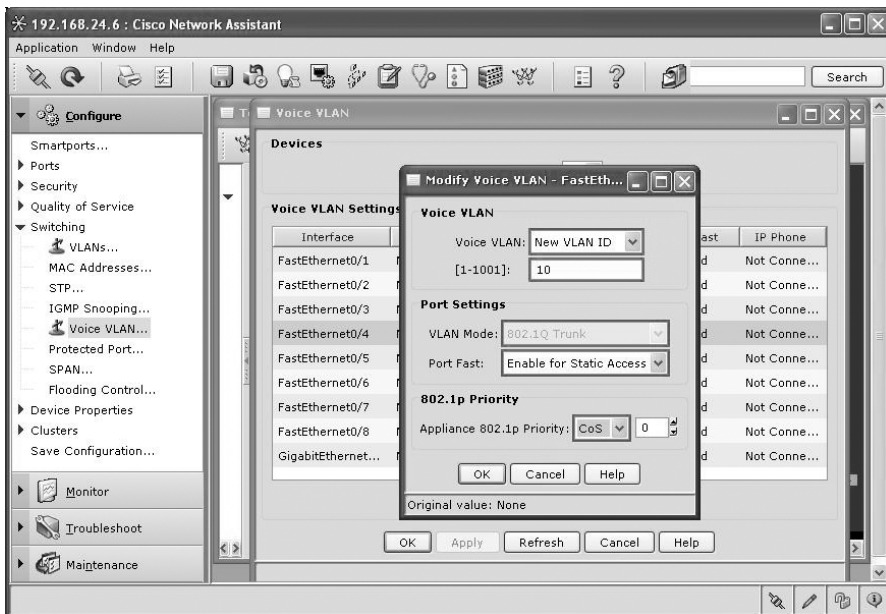 192.168.24.6 : Cisco Network Assistant
Application Window Help
Search
Configure
Smartports...
Ports
Security
Quality of Service
Switching
VLANs...
MAC Addresses...
STP...
IGMP Snooping...
Voice VLAN...
Protected Port...
SPAN...
Flooding Control...
Device Properties
Clusters
Save Configuration...
Monitor
Troubleshoot
Maintenance
Voice VLAN
Devices
Voice VLAN Settings
Interface
IP Phone
FastEthernet0/1 Not Conne...
FastEthernet0/2 Not Conne...
FastEthernet0/3 Not Conne...
FastEthernet0/4 Not Conne...
FastEthernet0/5 Not Conne...
FastEthernet0/6 Not Conne...
FastEthernet0/7 Not Conne...
FastEthernet0/8 Not Conne...
GigabitEthernet... Not Conne...
OK Apply Refresh Cancel Help
Modify Voice VLAN - FastEth...
Voice VLAN
Voice VLAN: New VLAN ID
[1-1001]: 10
Port Settings
VLAN Mode: 802.1Q Trunk
Port Fast: Enable for Static Access
802.1p Priority
Appliance 802.1p Priority: CoS 0
OK Cancel Help
Original value: None